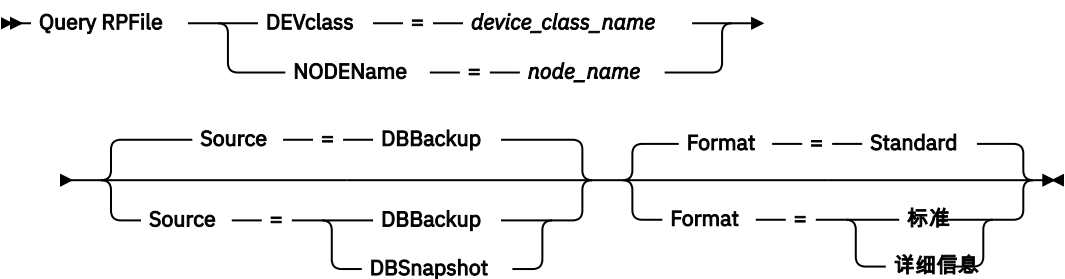 Query RPFile DEVclass = device_class_name
NODEName = node_name
Source = DBBackup Format = Standard
Source = DBBackup Format = 标准
DBSnapshot 详细信息